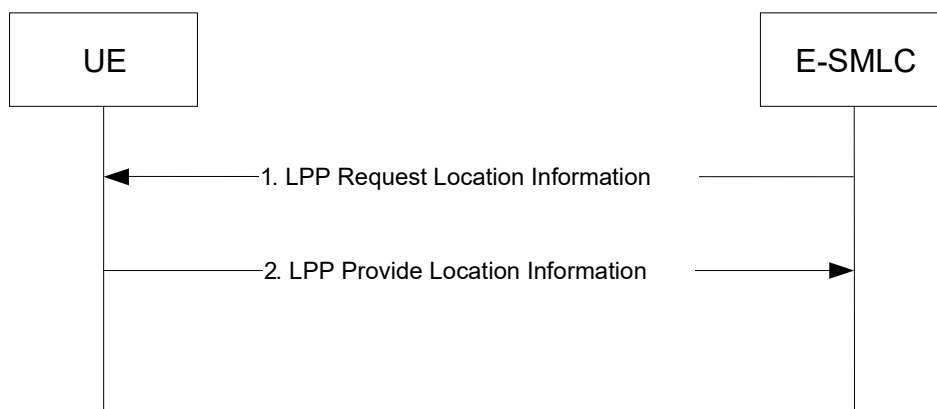 UE
E-SMLC
1. LPP Request Location Information
2. LPP Provide Location Information